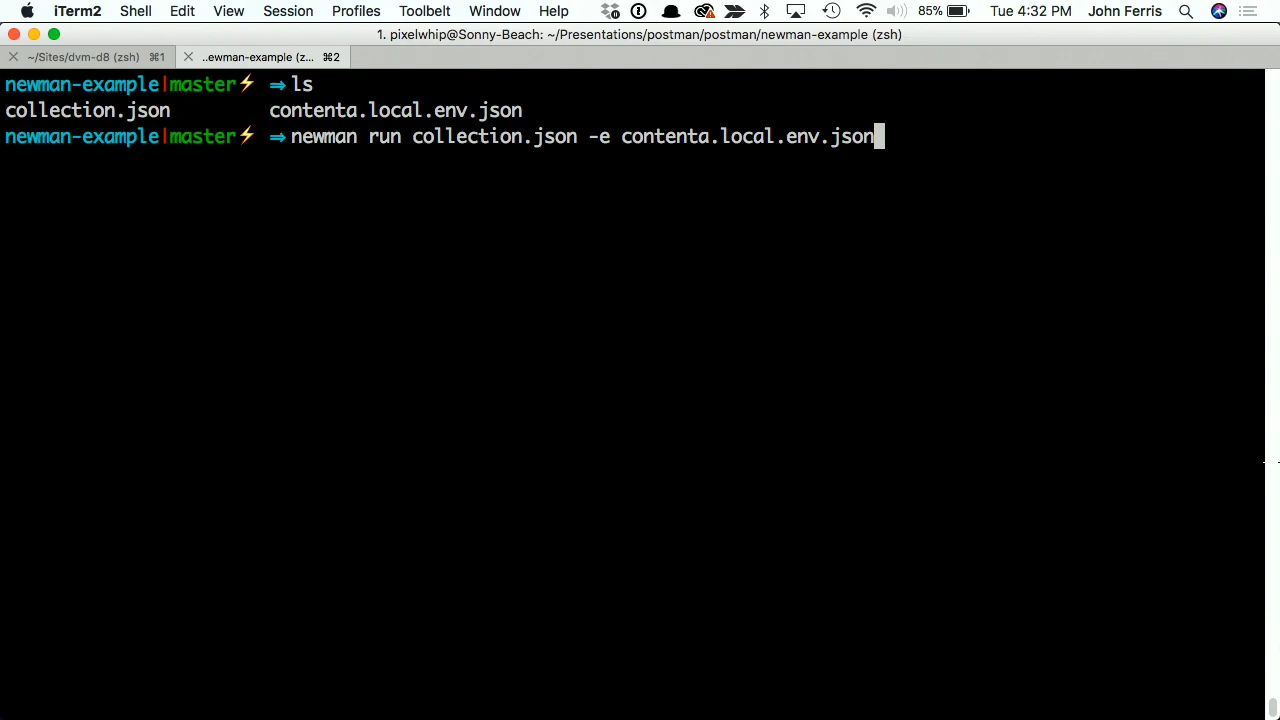 iTerm2 Shell Edit View Session Profiles Toolbelt Window Help 85% Tue 4:32 PM John Ferris
1. pixelwhip@Sonny-Beach: ~/Presentations/postman/postman/newman-example (zsh)
~/Sites/dvm-d8 (zsh) ⌘1 ..ewman-example (z... ⌘2
newman-example|master⚡ ⇒ ls
collection.json contenta.local.env.json
newman-example|master⚡ ⇒ newman run collection.json -e contenta.local.env.json